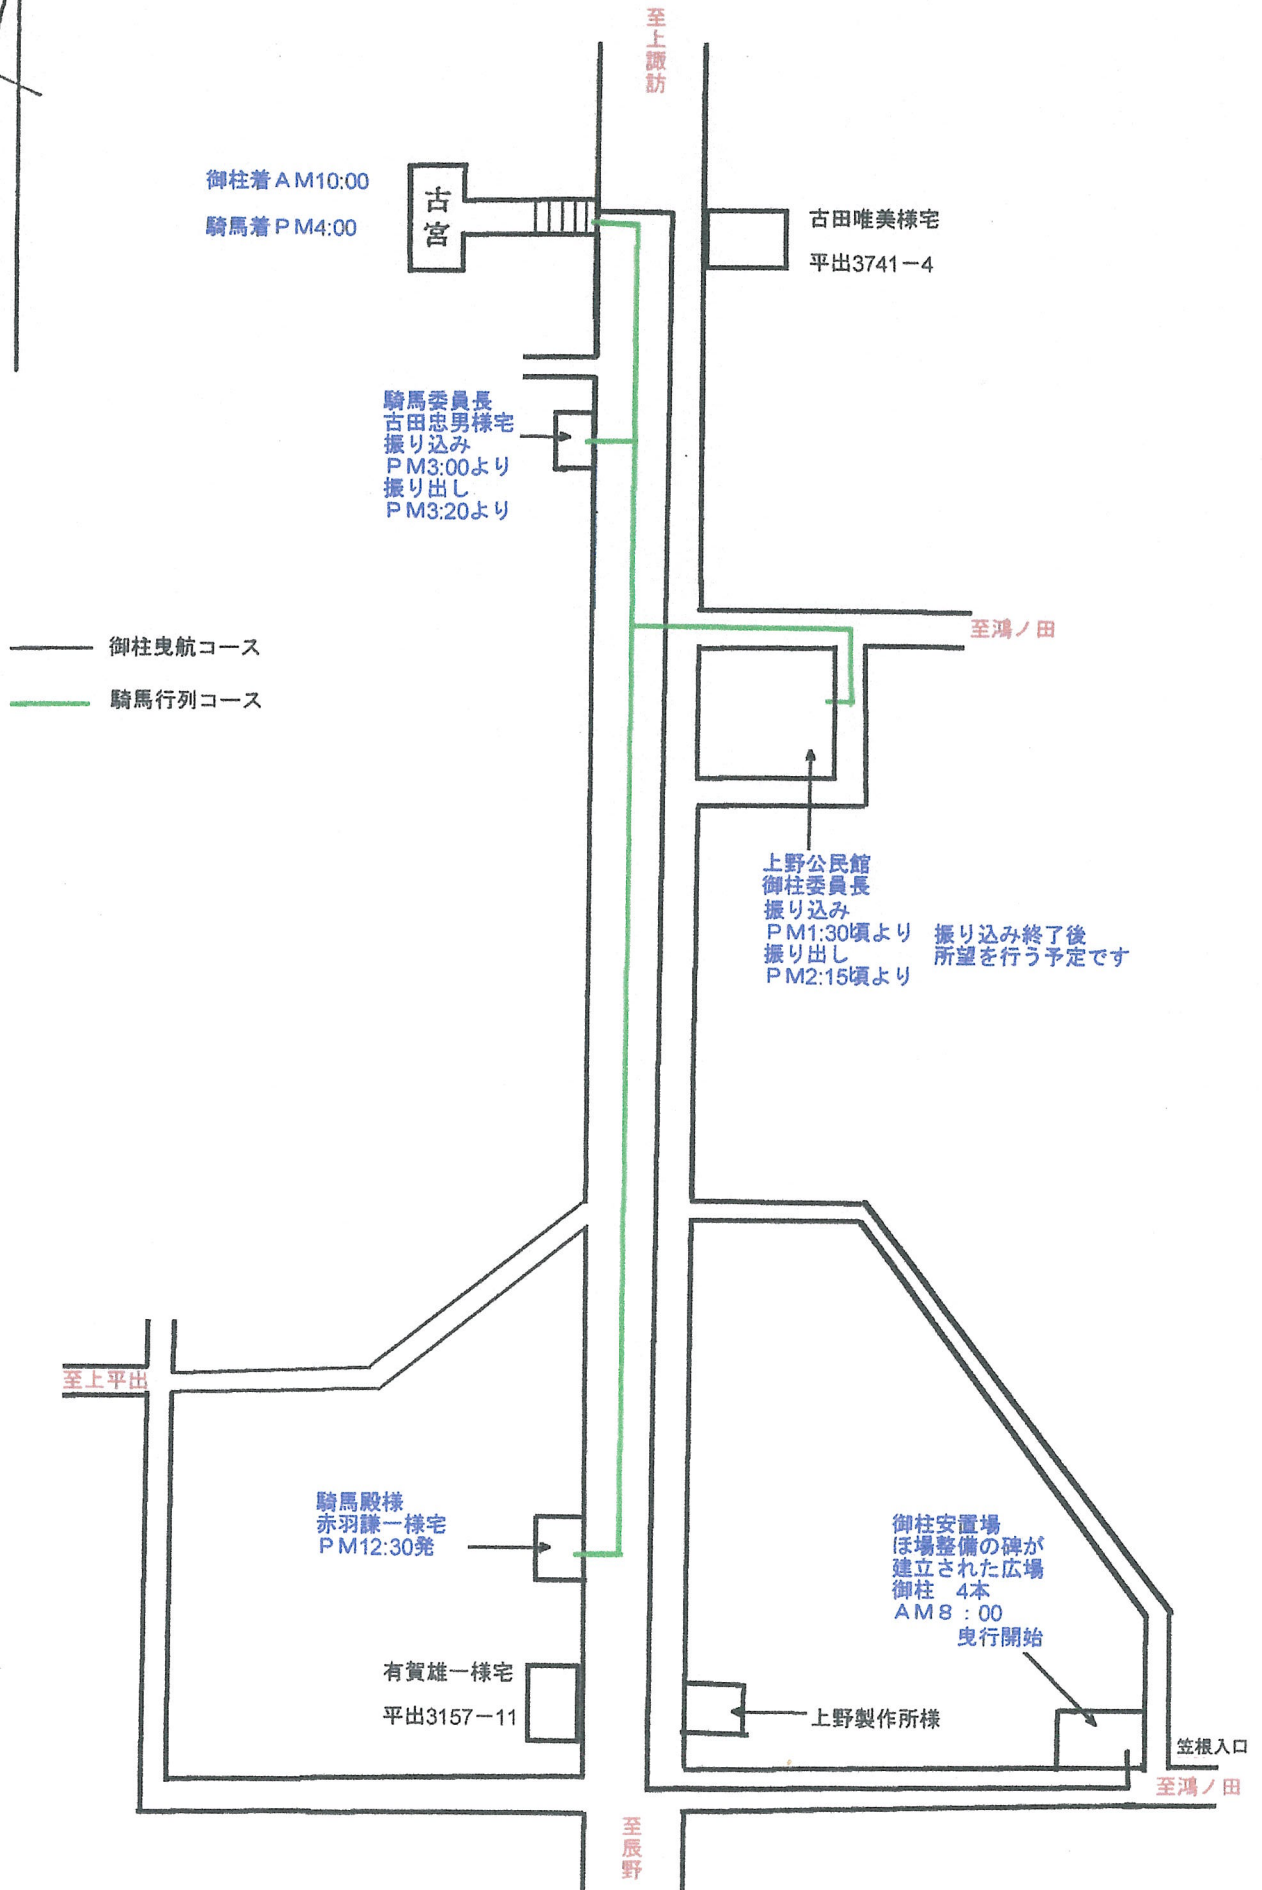 至上諏訪
御柱着AM10:00
騎馬着PM4:00
古宮
古田唯美様宅
平出3741-4
騎馬委員長
古田忠男様宅
振り込み
PM3:00より
振り出し
PM3:20より
至鴻ノ田
御柱曳航コース
騎馬行列コース
上野公民館
御柱委員長
振り込み
PM1:30頃より
振り出し
PM2:15頃より
振り込み終了後
所望を行う予定です
至上平出
騎馬殿様
赤羽謙一様宅
PM12:30発
御柱安置場
ほ場整備の碑が
建立された広場
御柱 4本
AM8:00
曳行開始
有賀雄一様宅
平出3157-11
上野製作所様
笠根入口
至鴻ノ田
至辰野